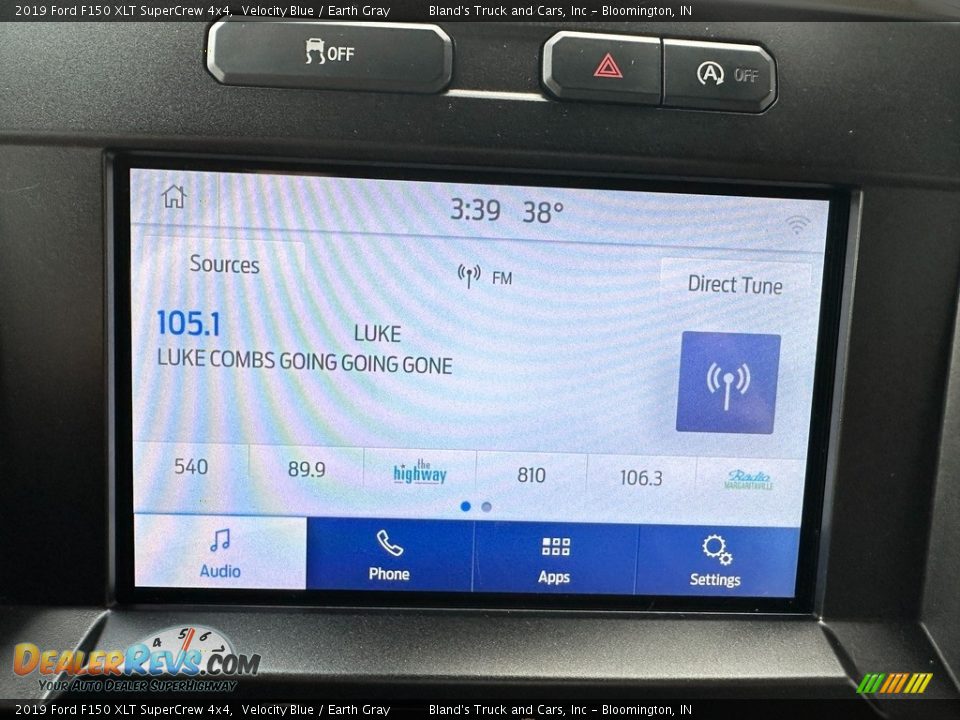 2019 Ford F150 XLT SuperCrew 4x4, Velocity Blue / Earth Gray Bland's Truck and Cars, Inc - Bloomington, IN
OFF
A OFF
3:39 38°
Sources
FM
Direct Tune
105.1
LUKE
LUKE COMBS GOING GOING GONE
540
89.9
the highway
810
106.3
Radio MARGARITAVILLE
Audio
Phone
Apps
Settings
4 5 6
DEALERREVS.COM
YOUR AUTO DEALER SUPERHIGHWAY
2019 Ford F150 XLT SuperCrew 4x4, Velocity Blue / Earth Gray Bland's Truck and Cars, Inc - Bloomington, IN